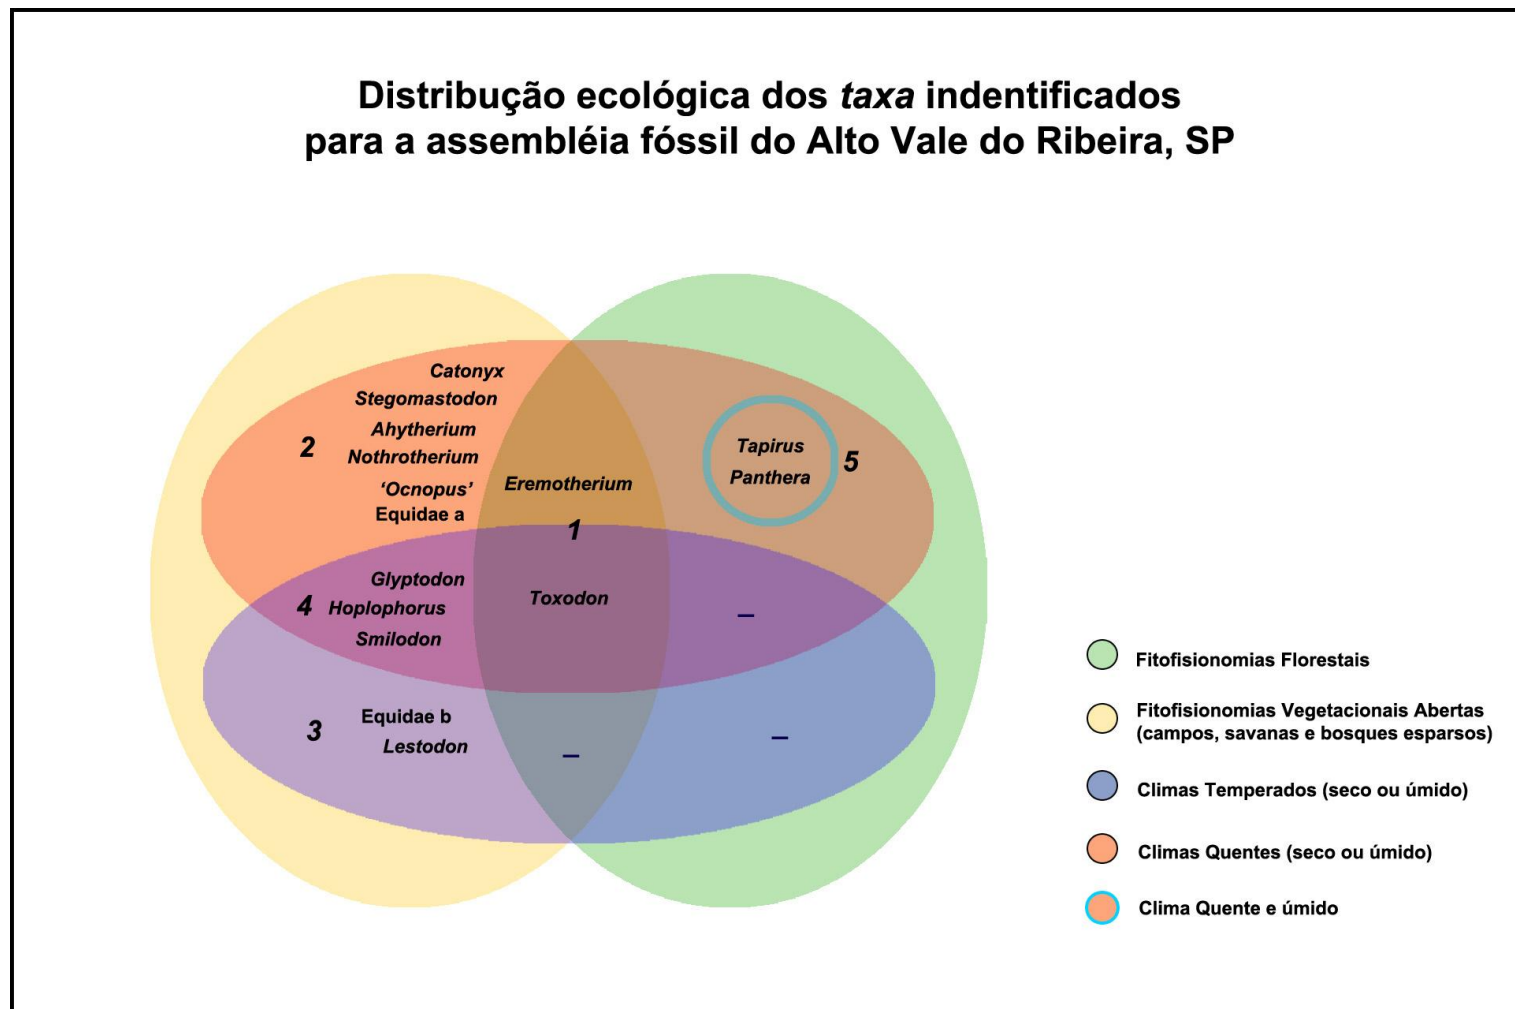 Distribução ecológica dos taxa indentificados
para a assembléia fóssil do Alto Vale do Ribeira, SP
Catonyx
Stegomastodon
Ahytherium
2
Nothrotherium
'Ocnopus'
Equidae a
Eremotherium
1
Tapirus
Panthera
5
Glyptodon
4 Hoplophorus
Smilodon
Toxodon
–
Equidae b
3
Lestodon
–
–
Fitofisionomias Florestais
Fitofisionomias Vegetacionais Abertas
(campos, savanas e bosques esparsos)
Climas Temperados (seco ou úmido)
Climas Quentes (seco ou úmido)
Clima Quente e úmido